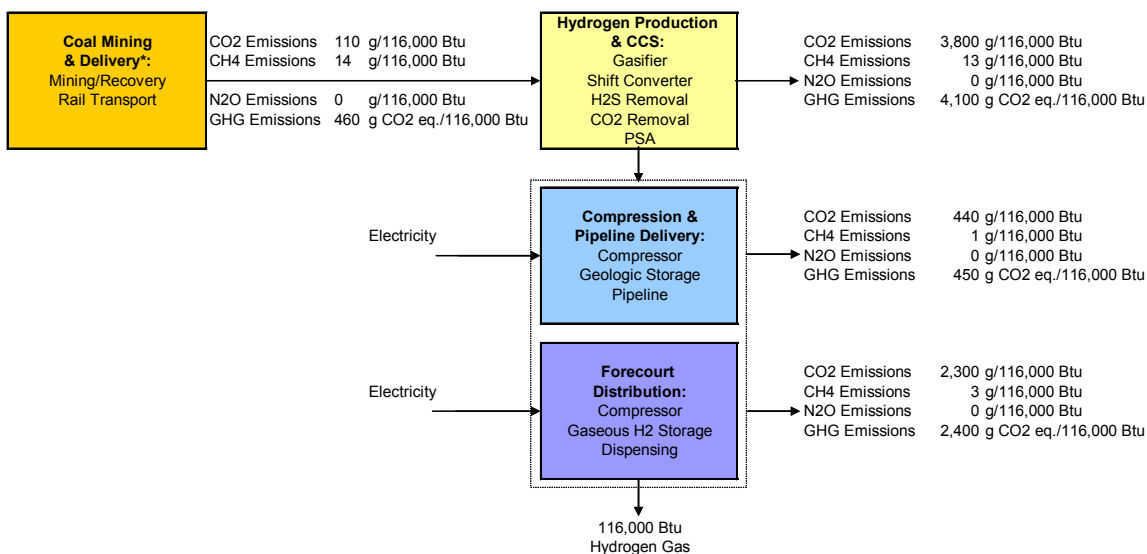 Coal Mining
& Delivery*:
Mining/Recovery
Rail Transport
CO2 Emissions 110 g/116,000 Btu
CH4 Emissions 14 g/116,000 Btu
N2O Emissions 0 g/116,000 Btu
GHG Emissions 460 g CO2 eq./116,000 Btu
Hydrogen Production
& CCS:
Gasifier
Shift Converter
H2S Removal
CO2 Removal
PSA
CO2 Emissions 3,800 g/116,000 Btu
CH4 Emissions 13 g/116,000 Btu
N2O Emissions 0 g/116,000 Btu
GHG Emissions 4,100 g CO2 eq./116,000 Btu
Electricity
Compression &
Pipeline Delivery:
Compressor
Geologic Storage
Pipeline
CO2 Emissions 440 g/116,000 Btu
CH4 Emissions 1 g/116,000 Btu
N2O Emissions 0 g/116,000 Btu
GHG Emissions 450 g CO2 eq./116,000 Btu
Electricity
Forecourt
Distribution:
Compressor
Gaseous H2 Storage
Dispensing
CO2 Emissions 2,300 g/116,000 Btu
CH4 Emissions 3 g/116,000 Btu
N2O Emissions 0 g/116,000 Btu
GHG Emissions 2,400 g CO2 eq./116,000 Btu
116,000 Btu
Hydrogen Gas